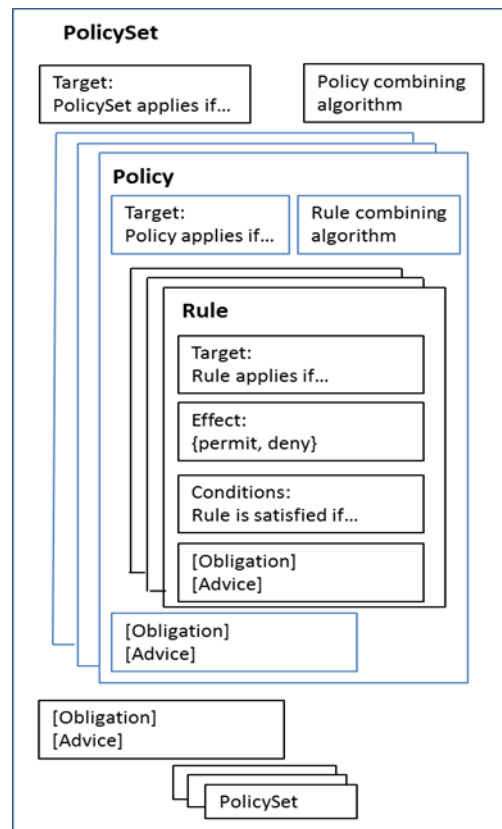 PolicySet
Target:
PolicySet applies if...
Policy combining
algorithm
Policy
Target:
Policy applies if...
Rule combining
algorithm
Rule
Target:
Rule applies if...
Effect:
{permit, deny}
Conditions:
Rule is satisfied if...
[Obligation]
[Advice]
[Obligation]
[Advice]
[Obligation]
[Advice]
PolicySet